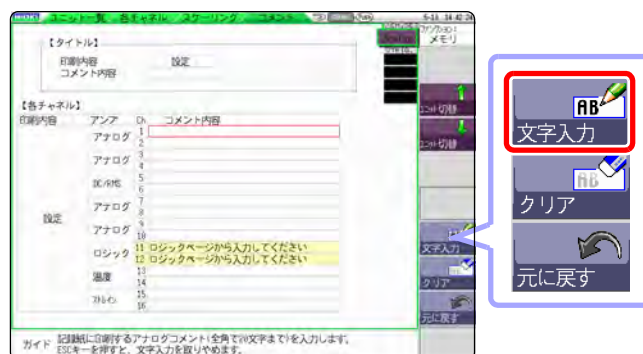 HIOKI ユニット一覧 各チャネル スケーリング コメント
5-13 14:42:24
ファンクション:
メモリ
【タイトル】
印刷内容 設定
コメント内容
ユニット切替
【各チャネル】
印刷内容 アンプ Ch コメント内容
アナログ 1
2
ユニット切替
アナログ 3
4
DC/RMS 5
6
アナログ 7
8
設定
アナログ 9
10
ロジック 11 ロジックページから入力してください
12 ロジックページから入力してください
文字入力
温度 13
14
クリア
ストレイン 15
16
元に戻す
ガイド 記録紙に印刷するアナログコメント(全角で20文字まで)を入力します。
ESCキーを押すと、文字入力を取りやめます。
AB
文字入力
AB
クリア
元に戻す